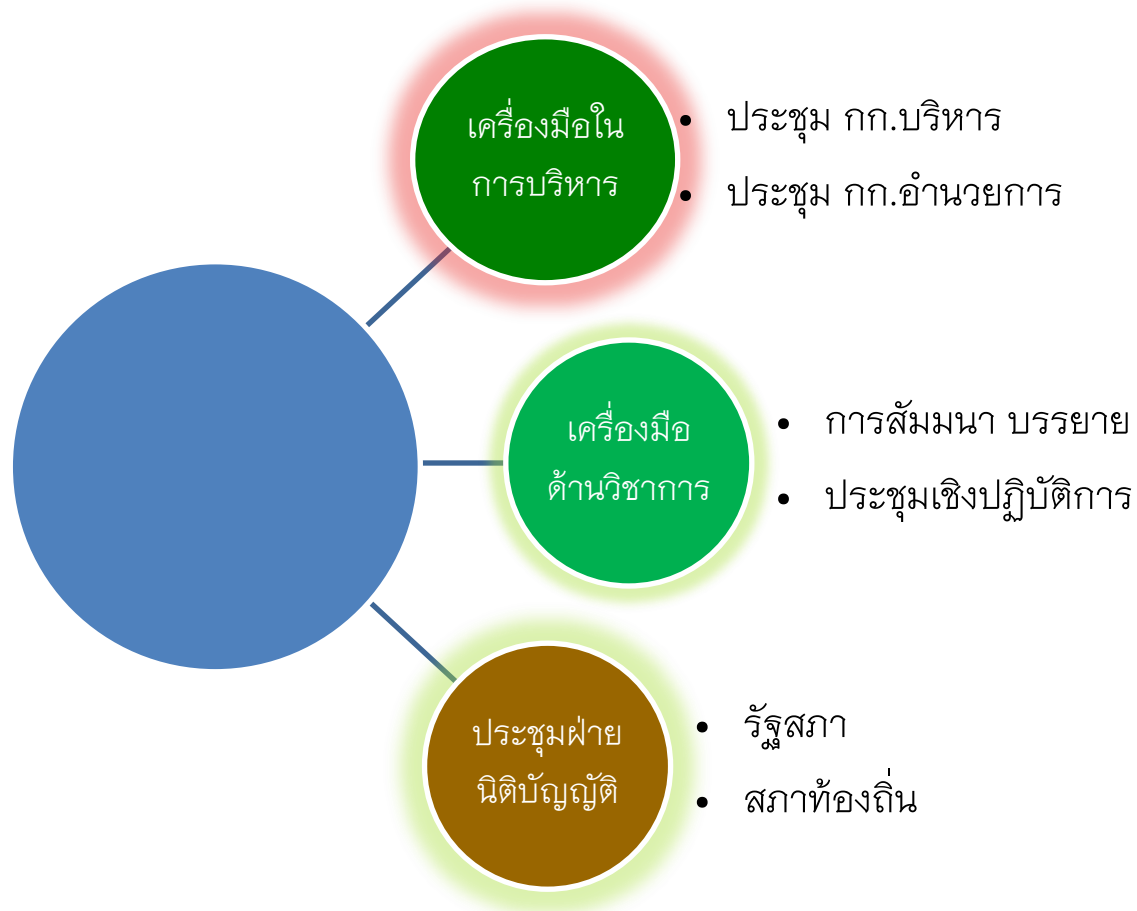 เครื่องมือใน
การบริหาร
• ประชุม กก.บริหาร
• ประชุม กก.อำนวยการ
เครื่องมือ
ด้านวิชาการ
• การสัมมนา บรรยาย
• ประชุมเชิงปฏิบัติการ
ประชุมฝ่าย
นิติบัญญัติ
• รัฐสภา
• สภาท้องถิ่น